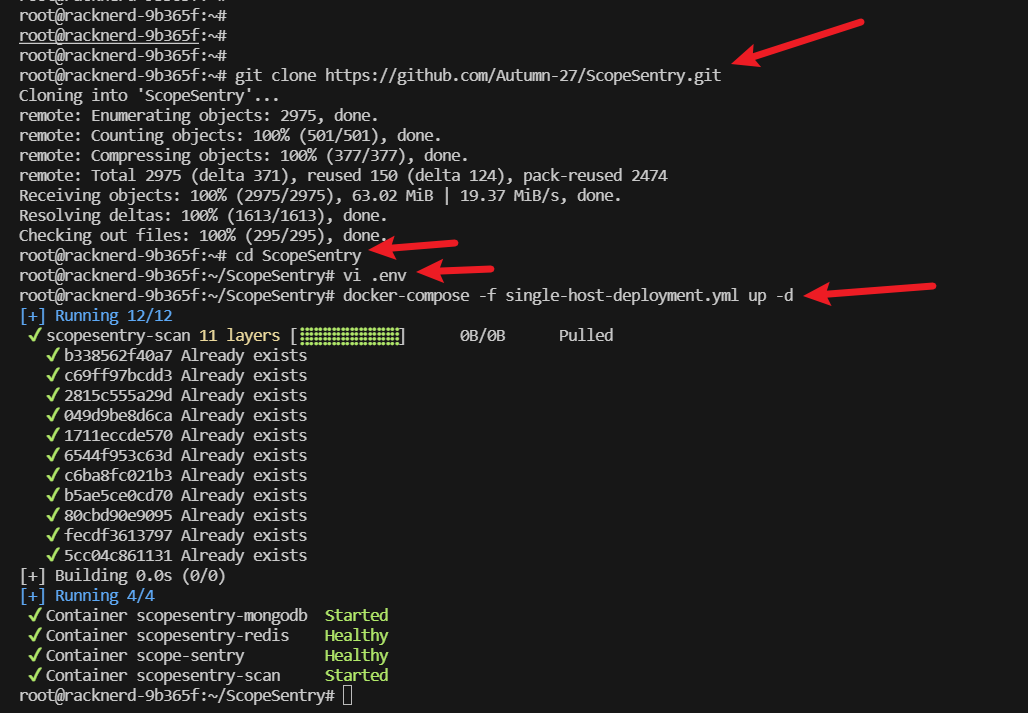 root@racknerd-9b365f:~#
root@racknerd-9b365f:~#
root@racknerd-9b365f:~#
root@racknerd-9b365f:~# git clone https://github.com/Autumn-27/ScopeSentry.git
Cloning into 'ScopeSentry'...
remote: Enumerating objects: 2975, done.
remote: Counting objects: 100% (501/501), done.
remote: Compressing objects: 100% (377/377), done.
remote: Total 2975 (delta 371), reused 150 (delta 124), pack-reused 2474
Receiving objects: 100% (2975/2975), 63.02 MiB | 19.37 MiB/s, done.
Resolving deltas: 100% (1613/1613), done.
Checking out files: 100% (295/295), done.
root@racknerd-9b365f:~# cd ScopeSentry
root@racknerd-9b365f:~/ScopeSentry# vi .env
root@racknerd-9b365f:~/ScopeSentry# docker-compose -f single-host-deployment.yml up -d
[+] Running 12/12
✔ scopesentry-scan 11 layers [⣿⣿⣿⣿⣿⣿⣿⣿⣿⣿⣿] 0B/0B Pulled
✔ b338562f40a7 Already exists
✔ c69ff97bcdd3 Already exists
✔ 2815c555a29d Already exists
✔ 049d9be8d6ca Already exists
✔ 1711eccde570 Already exists
✔ 6544f953c63d Already exists
✔ c6ba8fc021b3 Already exists
✔ b5ae5ce0cd70 Already exists
✔ 80cbd90e9095 Already exists
✔ fecdf3613797 Already exists
✔ 5cc04c861131 Already exists
[+] Building 0.0s (0/0)
[+] Running 4/4
✔ Container scopesentry-mongodb Started
✔ Container scopesentry-redis Healthy
✔ Container scope-sentry Healthy
✔ Container scopesentry-scan Started
root@racknerd-9b365f:~/ScopeSentry#